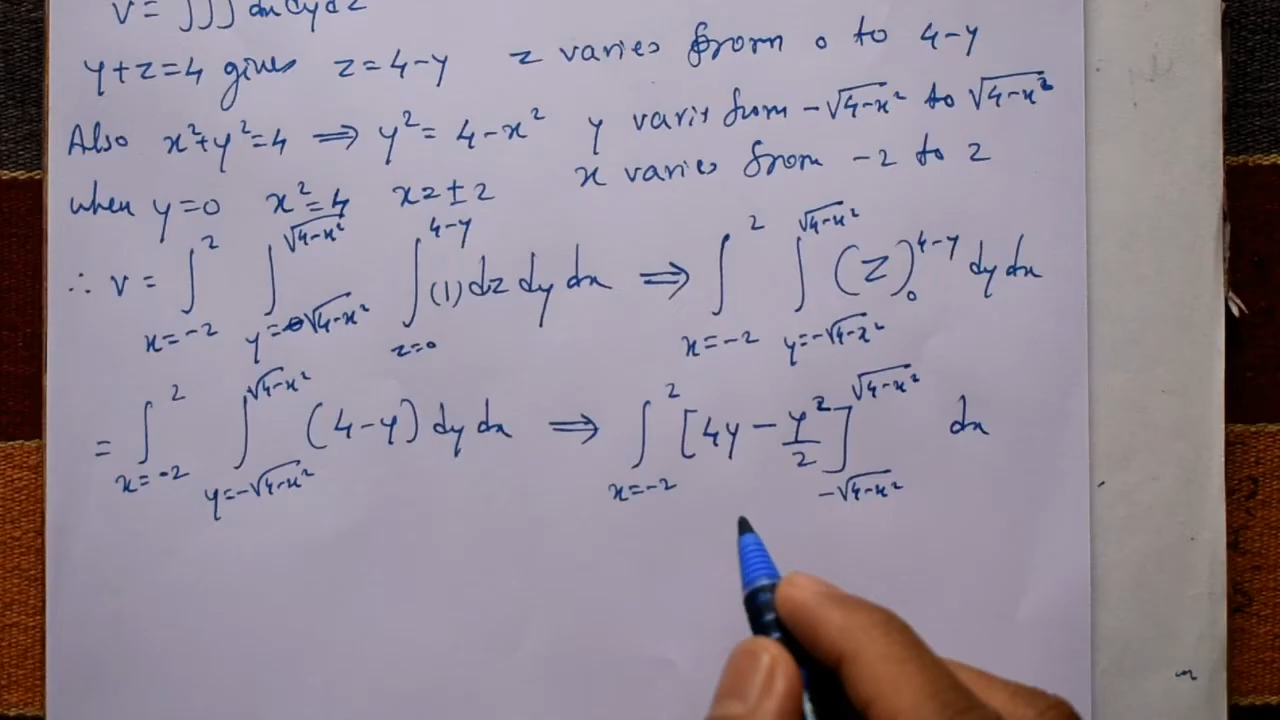 V = ∭ dx dy dz
y+z=4 gives z=4-y z varies from 0 to 4-y
Also x²+y²=4 ⟹ y²=4-x² y varis from -√4-x² to √4-x²
when y=0 x²=4 x=±2 x varies from -2 to 2
∴ V = ∫_{x=-2}^{2} ∫_{y=-√4-x²}^{√4-x²} ∫_{z=0}^{4-y} (1) dz dy dx ⟹ ∫_{x=-2}^{2} ∫_{y=-√4-x²}^{√4-x²} (z)_{0}^{4-y} dy dx
= ∫_{x=-2}^{2} ∫_{y=-√4-x²}^{√4-x²} (4-y) dy dx ⟹ ∫_{x=-2}^{2} [4y - y²/2]_{-√4-x²}^{√4-x²} dx